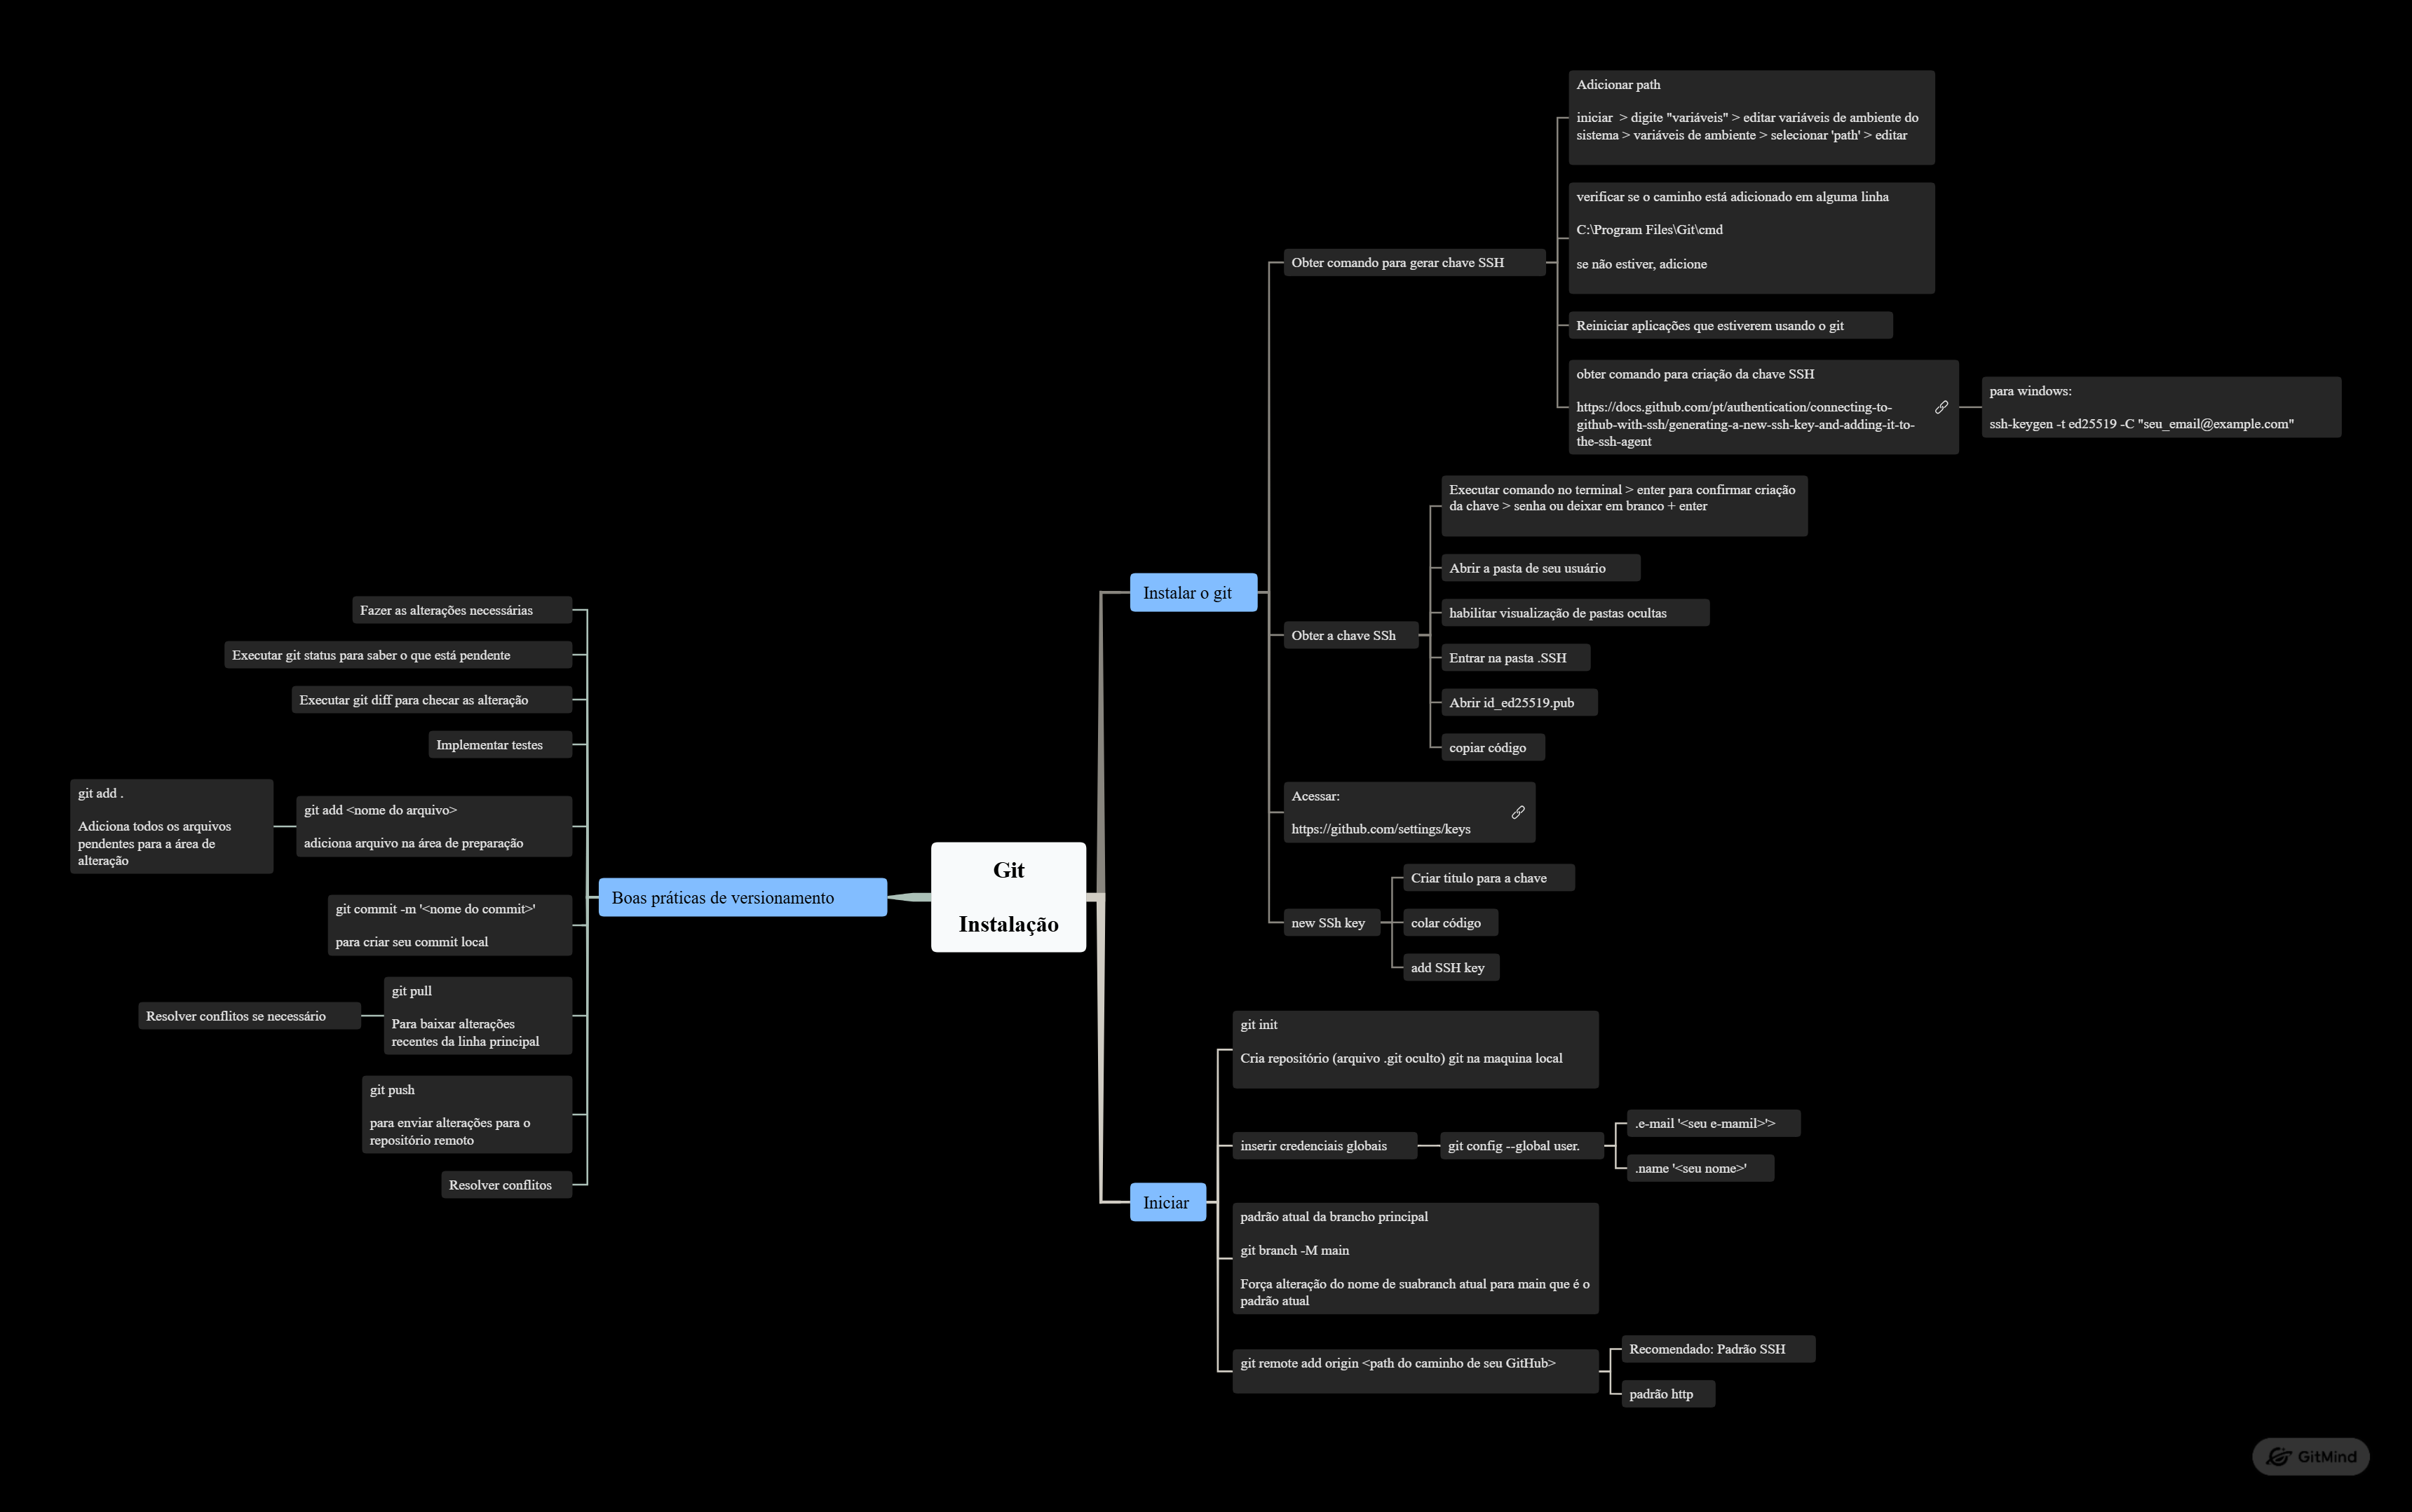 Git
Instalação
Instalar o git
Obter comando para gerar chave SSH
Adicionar path
iniciar > digite "variáveis" > editar variáveis de ambiente do
sistema > variáveis de ambiente > selecionar 'path' > editar
verificar se o caminho está adicionado em alguma linha
C:\Program Files\Git\cmd
se não estiver, adicione
Reiniciar aplicações que estiverem usando o git
obter comando para criação da chave SSH
https://docs.github.com/pt/authentication/connecting-to-
github-with-ssh/generating-a-new-ssh-key-and-adding-it-to-
the-ssh-agent
para windows:
ssh-keygen -t ed25519 -C "seu_email@example.com"
Obter a chave SSh
Executar comando no terminal > enter para confirmar criação
da chave > senha ou deixar em branco + enter
Abrir a pasta de seu usuário
habilitar visualização de pastas ocultas
Entrar na pasta .SSH
Abrir id_ed25519.pub
copiar código
Acessar:
https://github.com/settings/keys
new SSh key
Criar titulo para a chave
colar código
add SSH key
Iniciar
git init
Cria repositório (arquivo .git oculto) git na maquina local
inserir credenciais globais
git config --global user.
.e-mail '<seu e-mamil>'>
.name '<seu nome>'
padrão atual da brancho principal
git branch -M main
Força alteração do nome de suabranch atual para main que é o
padrão atual
git remote add origin <path do caminho de seu GitHub>
Recomendado: Padrão SSH
padrão http
Boas práticas de versionamento
Fazer as alterações necessárias
Executar git status para saber o que está pendente
Executar git diff para checar as alteração
Implementar testes
git add <nome do arquivo>
adiciona arquivo na área de preparação
git add .
Adiciona todos os arquivos
pendentes para a área de
alteração
git commit -m '<nome do commit>'
para criar seu commit local
git pull
Para baixar alterações
recentes da linha principal
Resolver conflitos se necessário
git push
para enviar alterações para o
repositório remoto
Resolver conflitos
GitMind